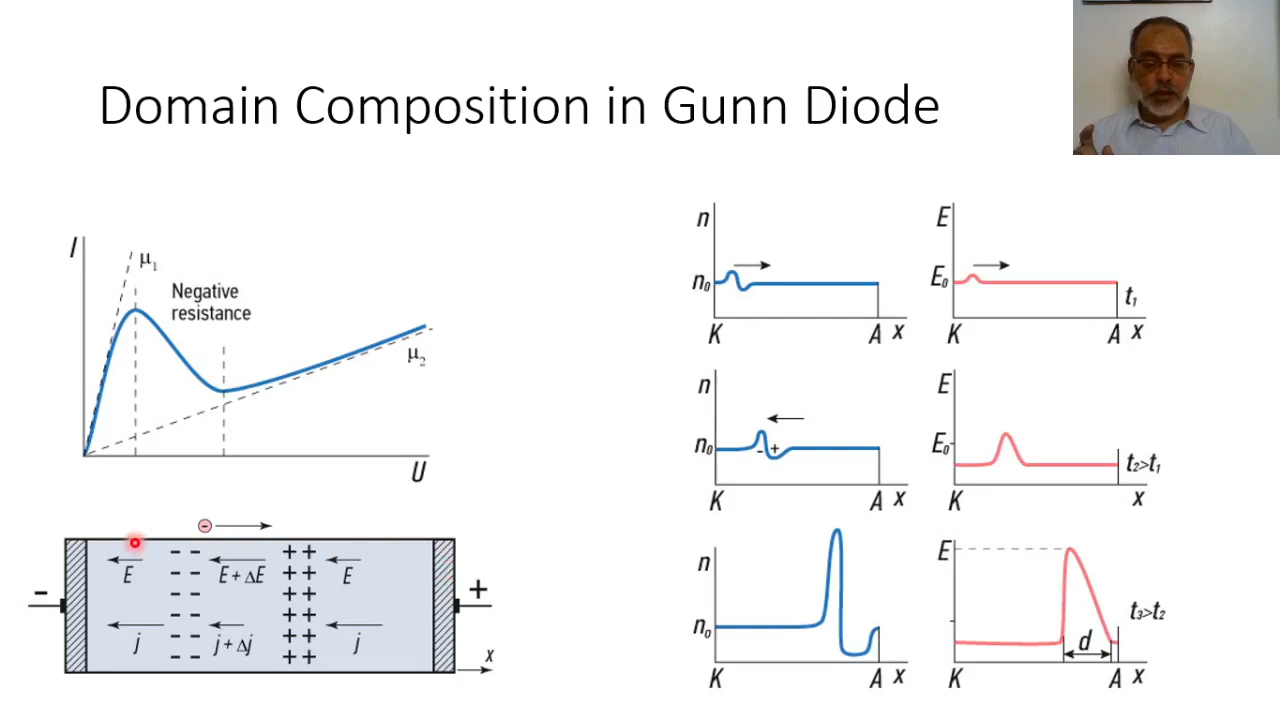 Domain Composition in Gunn Diode
I
μ1
Negative
resistance
μ2
U
-
+
E
E + ΔE
E
j
j + Δj
j
x
n
n0
K A x
E
E0
t1
K A x
n
n0
- +
K A x
E
E0
t2>t1
K x
n
n0
K A x
E
d
t3>t2
K A x